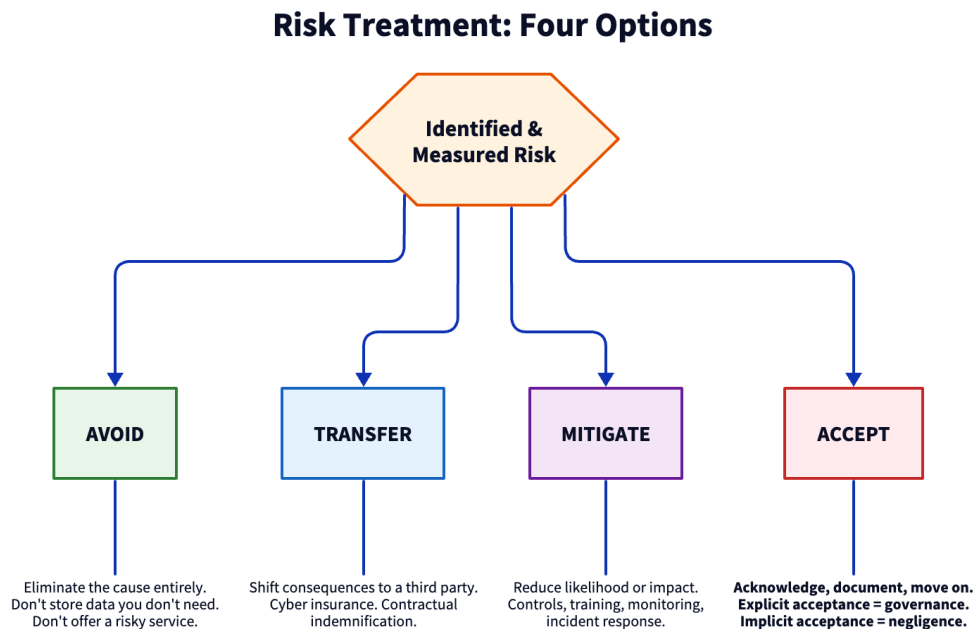 Risk Treatment: Four Options
Identified &
Measured Risk
AVOID
TRANSFER
MITIGATE
ACCEPT
Eliminate the cause entirely.
Don't store data you don't need.
Don't offer a risky service.
Shift consequences to a third party.
Cyber insurance. Contractual
indemnification.
Reduce likelihood or impact.
Controls, training, monitoring,
incident response.
Acknowledge, document, move on.
Explicit acceptance = governance.
Implicit acceptance = negligence.